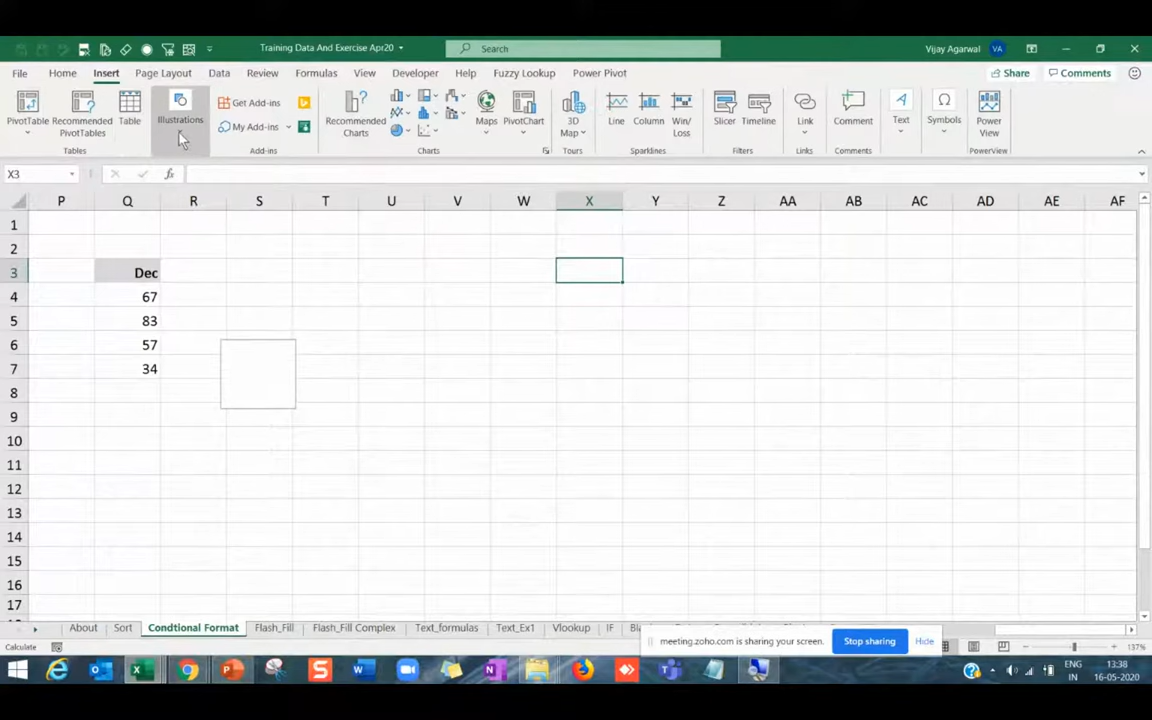 Training Data And Exercise Apr20
Search
Vijay Agarwal
VA
File Home Insert Page Layout Formulas Data Review View Developer Help Fuzzy Lookup Power Pivot
Share
Comments
PivotTable
Recommended PivotTables
Table
Illustrations
Get Add-ins
My Add-ins
Recommended Charts
Maps
PivotChart
3D Map
Line
Column
Win/Loss
Slicer
Timeline
Link
Comment
Text
Symbols
Power View
Tables
Add-ins
Charts
Tours
Sparklines
Filters
Links
Comments
PowerView
X3
fx
P Q R S T U V W X Y Z AA AB AC AD AE AF
1
2
3 Dec
4 67
5 83
6 57
7 34
8
9
10
11
12
13
14
15
16
17
About Sort Condtional Format Flash_Fill Flash_Fill Complex Text_formulas Text_Ex1 Vlookup IF
meeting.zoho.com is sharing your screen.
Stop sharing
Hide
Calculate
137%
ENG
IN
13:38
16-05-2020